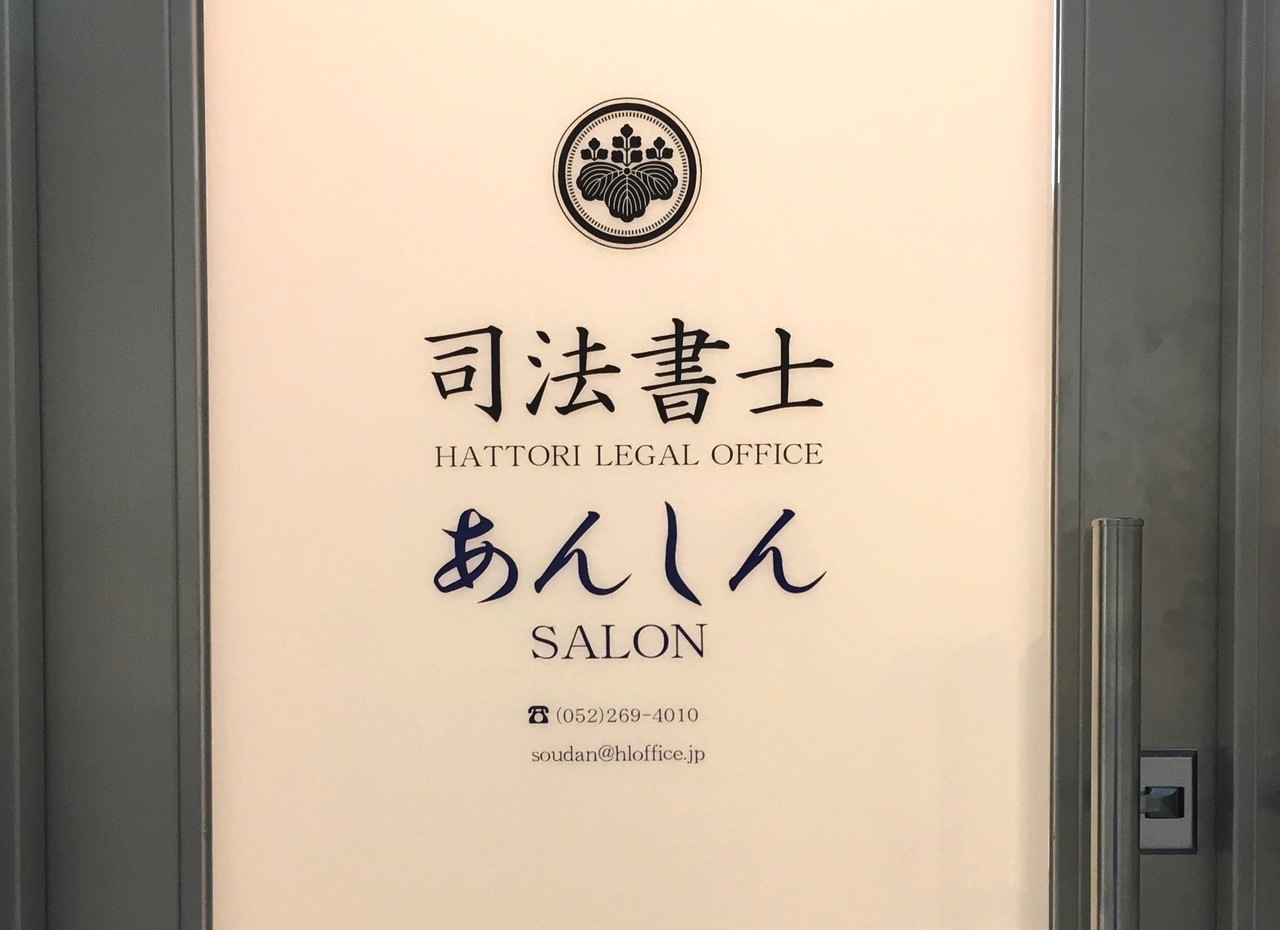 司法書士
HATTORI LEGAL OFFICE
あんしん
SALON
☎ (052)269-4010
soudan@hloffice.jp